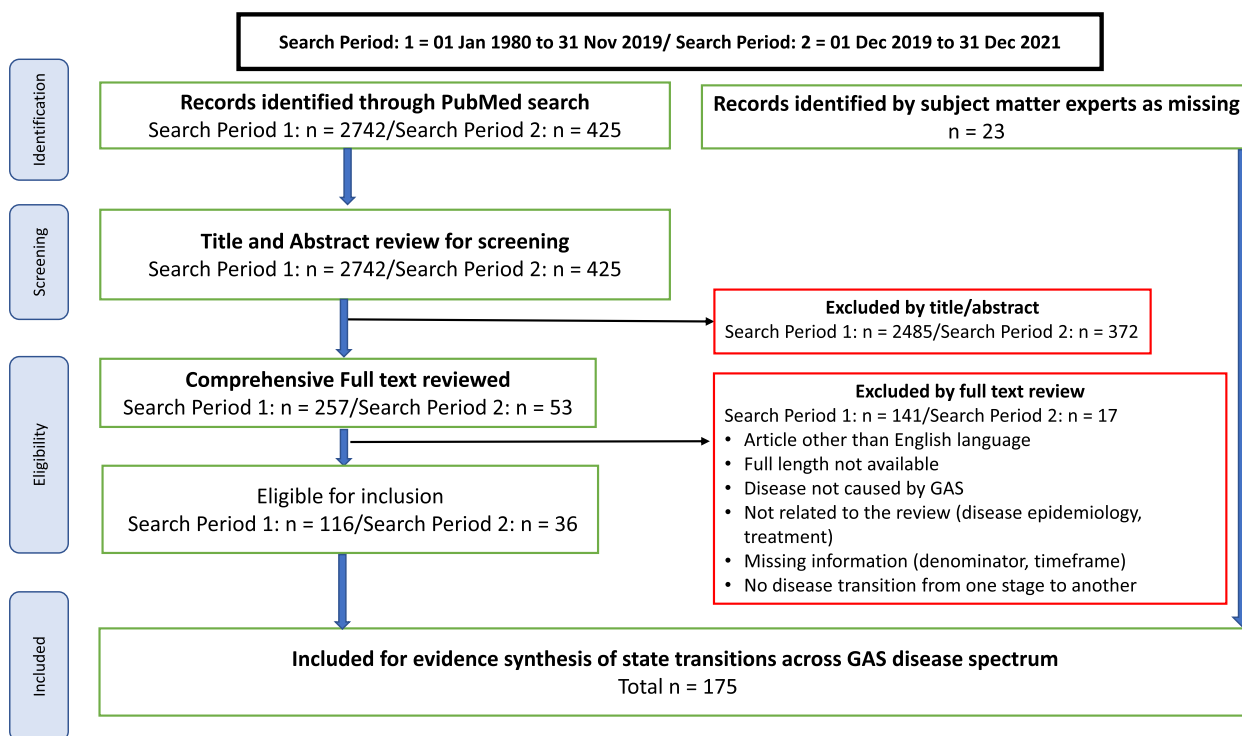 Search Period: 1 = 01 Jan 1980 to 31 Nov 2019/ Search Period: 2 = 01 Dec 2019 to 31 Dec 2021
Identification
Records identified through PubMed search
Search Period 1: n = 2742/Search Period 2: n = 425
Records identified by subject matter experts as missing
n = 23
Screening
Title and Abstract review for screening
Search Period 1: n = 2742/Search Period 2: n = 425
Excluded by title/abstract
Search Period 1: n = 2485/Search Period 2: n = 372
Eligibility
Comprehensive Full text reviewed
Search Period 1: n = 257/Search Period 2: n = 53
Excluded by full text review
Search Period 1: n = 141/Search Period 2: n = 17
• Article other than English language
• Full length not available
• Disease not caused by GAS
• Not related to the review (disease epidemiology,
treatment)
• Missing information (denominator, timeframe)
• No disease transition from one stage to another
Eligible for inclusion
Search Period 1: n = 116/Search Period 2: n = 36
Included
Included for evidence synthesis of state transitions across GAS disease spectrum
Total n = 175